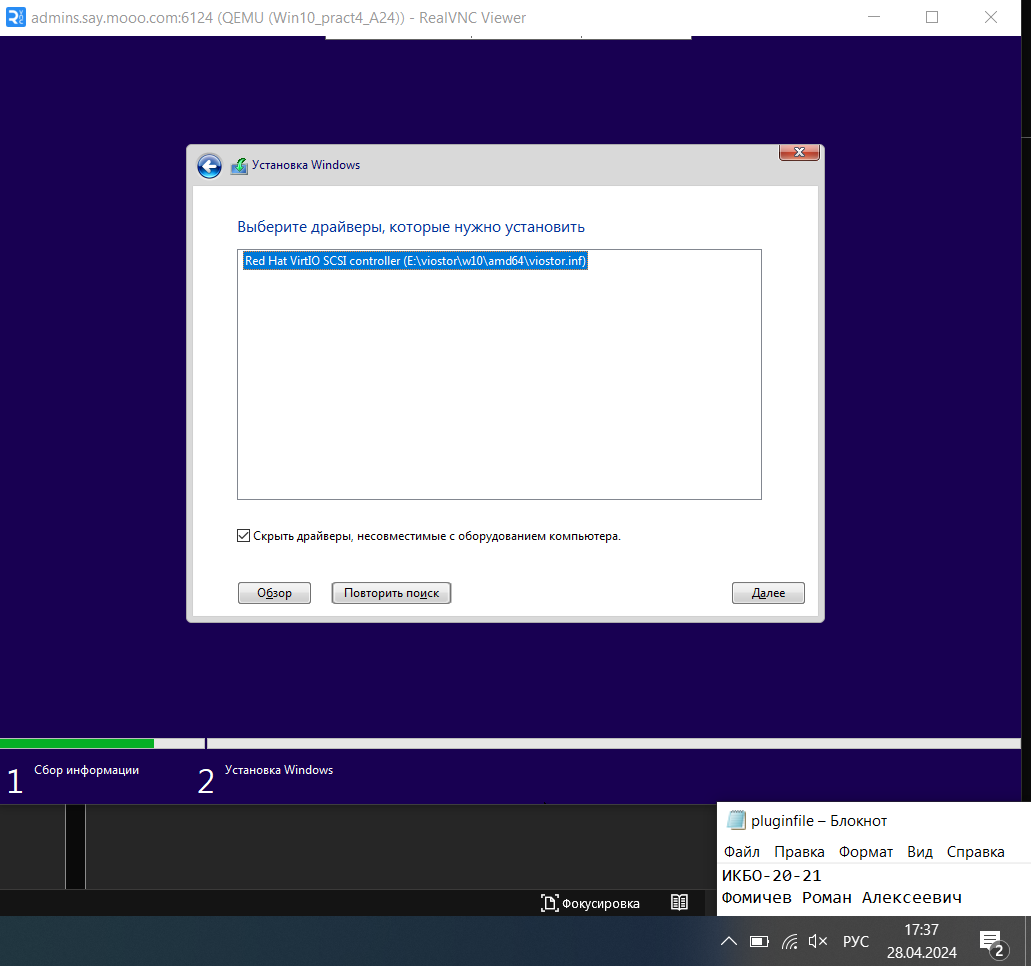 admins.say.mooo.com:6124 (QEMU (Win10_pract4_A24)) - RealVNC Viewer
Установка Windows
Выберите драйверы, которые нужно установить
Red Hat VirtIO SCSI controller (E:\viostor\w10\amd64\viostor.inf)
Скрыть драйверы, несовместимые с оборудованием компьютера.
Обзор
Повторить поиск
Далее
1 Сбор информации
2 Установка Windows
pluginfile – Блокнот
Файл Правка Формат Вид Справка
ИКБО-20-21
Фомичев Роман Алексеевич
Фокусировка
РУС
17:37
28.04.2024
2